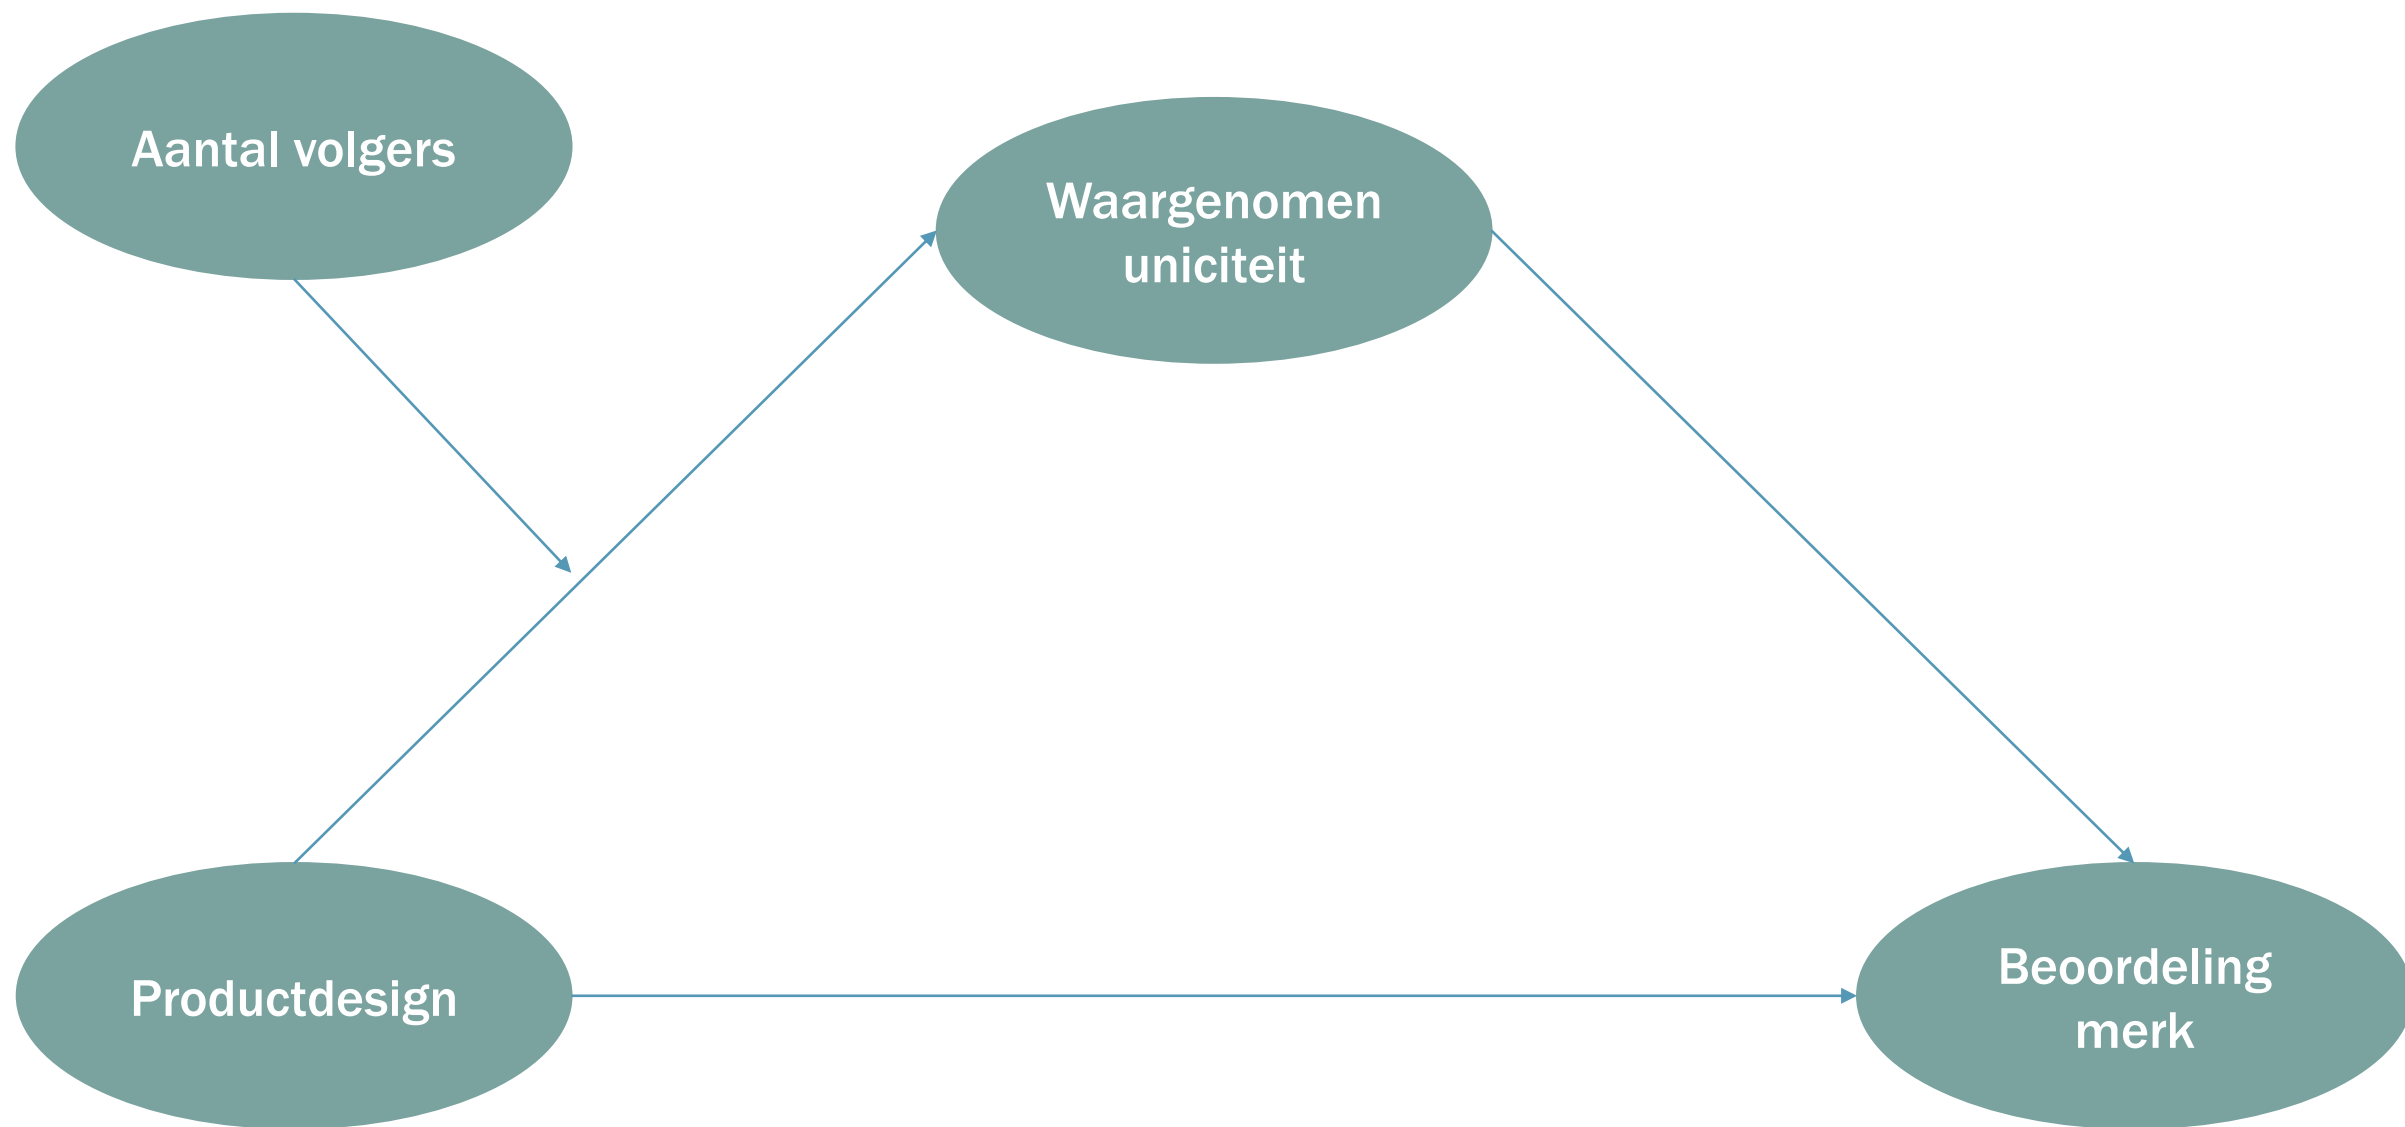 Aantal volgers
Waargenomen
uniciteit
Productdesign
Beoordeling
merk